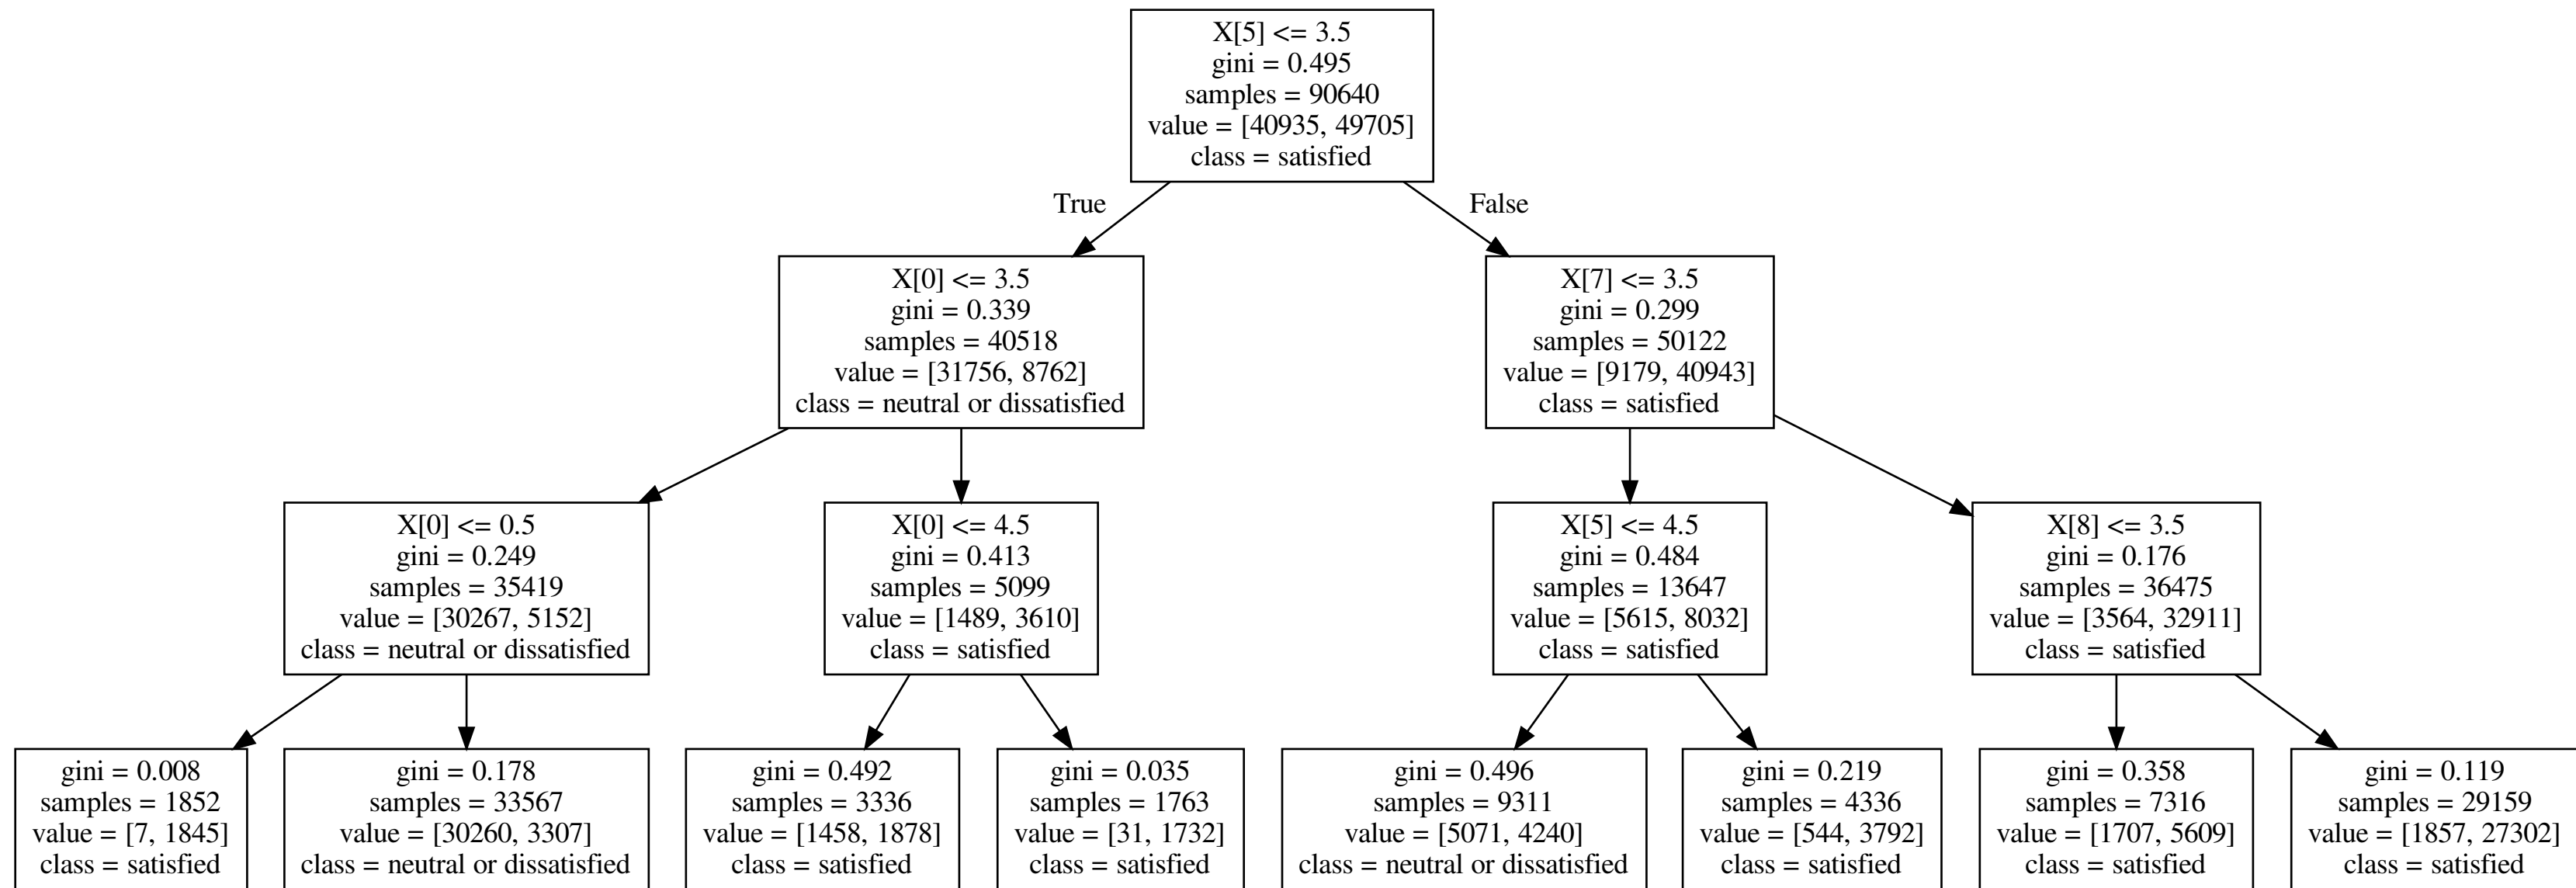 X[5] <= 3.5
gini = 0.495
samples = 90640
value = [40935, 49705]
class = satisfied
True
False
X[0] <= 3.5
gini = 0.339
samples = 40518
value = [31756, 8762]
class = neutral or dissatisfied
X[7] <= 3.5
gini = 0.299
samples = 50122
value = [9179, 40943]
class = satisfied
X[0] <= 0.5
gini = 0.249
samples = 35419
value = [30267, 5152]
class = neutral or dissatisfied
X[0] <= 4.5
gini = 0.413
samples = 5099
value = [1489, 3610]
class = satisfied
X[5] <= 4.5
gini = 0.484
samples = 13647
value = [5615, 8032]
class = satisfied
X[8] <= 3.5
gini = 0.176
samples = 36475
value = [3564, 32911]
class = satisfied
gini = 0.008
samples = 1852
value = [7, 1845]
class = satisfied
gini = 0.178
samples = 33567
value = [30260, 3307]
class = neutral or dissatisfied
gini = 0.492
samples = 3336
value = [1458, 1878]
class = satisfied
gini = 0.035
samples = 1763
value = [31, 1732]
class = satisfied
gini = 0.496
samples = 9311
value = [5071, 4240]
class = neutral or dissatisfied
gini = 0.219
samples = 4336
value = [544, 3792]
class = satisfied
gini = 0.358
samples = 7316
value = [1707, 5609]
class = satisfied
gini = 0.119
samples = 29159
value = [1857, 27302]
class = satisfied